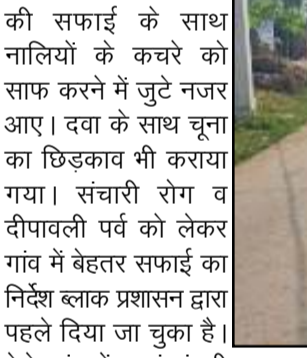 की सफाई के साथ
नालियों के कचरे को
साफ करने में जुटे नजर
आए। दवा के साथ चूना
का छिड़काव भी कराया
गया। संचारी रोग व
दीपावली पर्व को लेकर
गांव में बेहतर सफाई का
निर्देश ब्लाक प्रशासन द्वारा
पहले दिया जा चुका है।